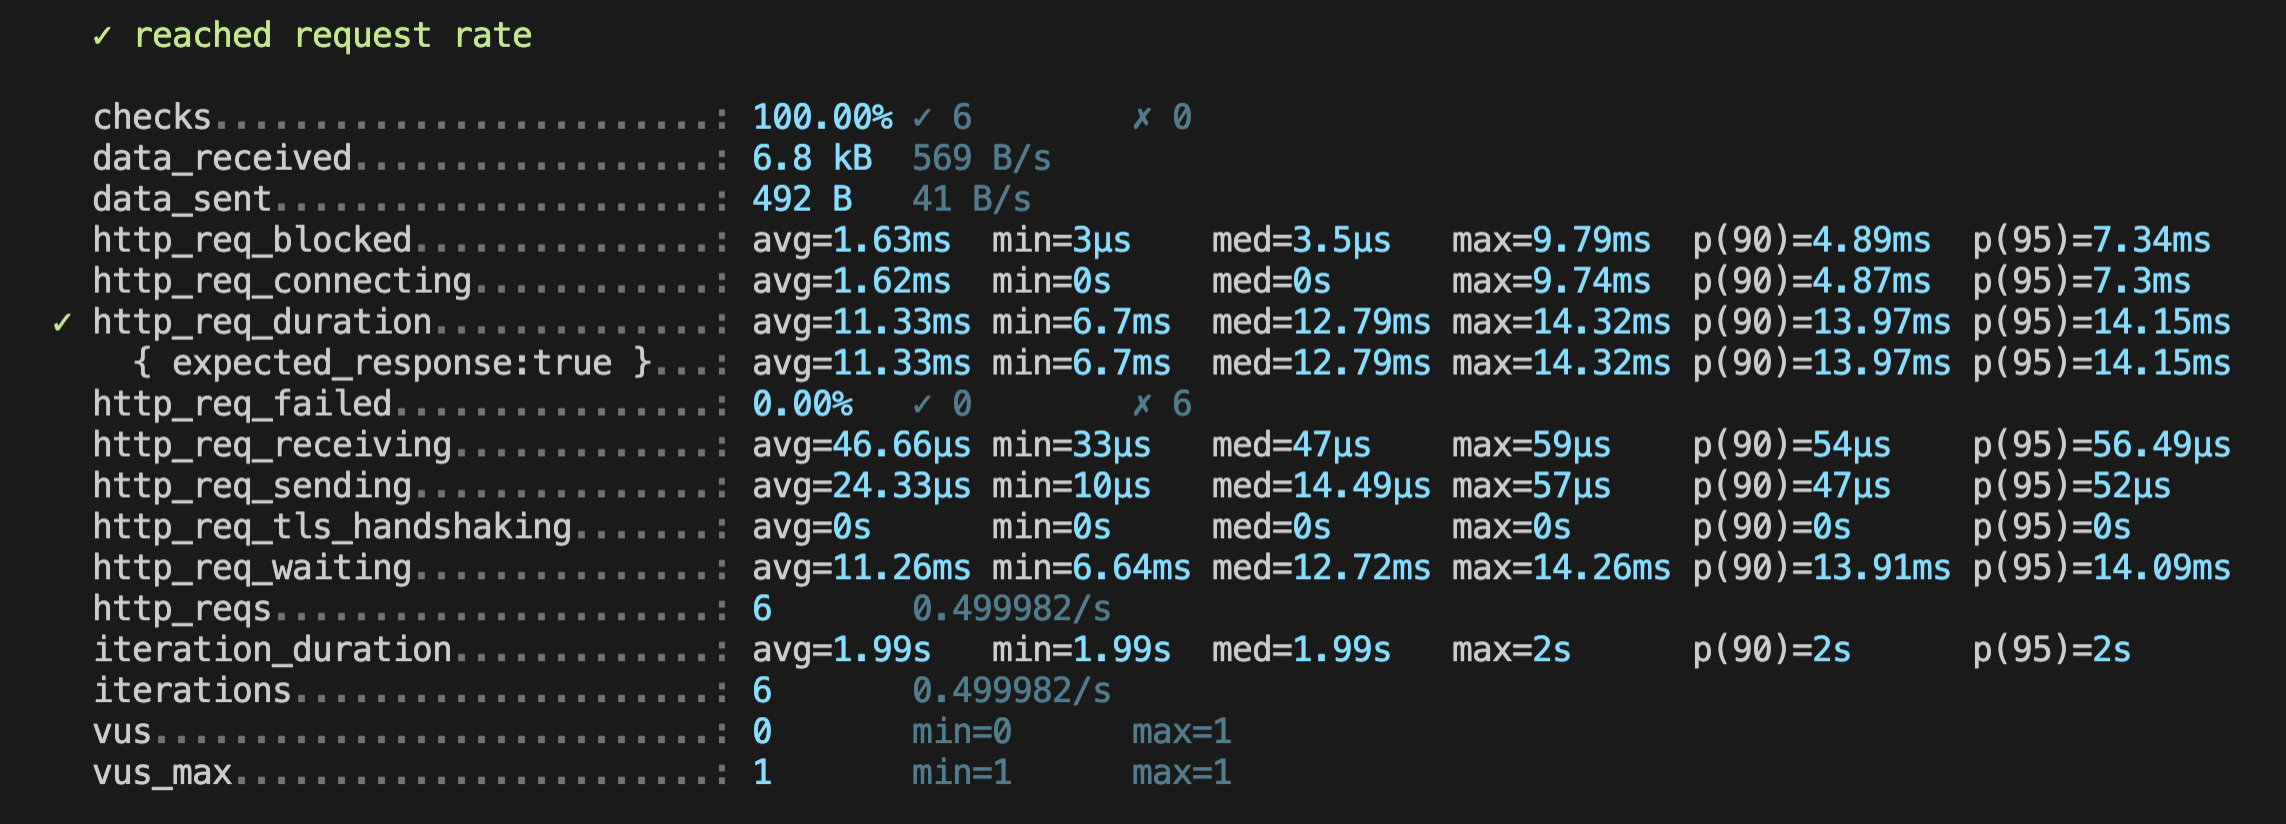 ✓ reached request rate
checks.........................: 100.00% ✓ 6 ✗ 0
data_received..................: 6.8 kB 569 B/s
data_sent......................: 492 B 41 B/s
http_req_blocked...............: avg=1.63ms min=3µs med=3.5µs max=9.79ms p(90)=4.89ms p(95)=7.34ms
http_req_connecting............: avg=1.62ms min=0s med=0s max=9.74ms p(90)=4.87ms p(95)=7.3ms
✓ http_req_duration..............: avg=11.33ms min=6.7ms med=12.79ms max=14.32ms p(90)=13.97ms p(95)=14.15ms
{ expected_response:true }...: avg=11.33ms min=6.7ms med=12.79ms max=14.32ms p(90)=13.97ms p(95)=14.15ms
http_req_failed................: 0.00% ✓ 0 ✗ 6
http_req_receiving.............: avg=46.66µs min=33µs med=47µs max=59µs p(90)=54µs p(95)=56.49µs
http_req_sending...............: avg=24.33µs min=10µs med=14.49µs max=57µs p(90)=47µs p(95)=52µs
http_req_tls_handshaking.......: avg=0s min=0s med=0s max=0s p(90)=0s p(95)=0s
http_req_waiting...............: avg=11.26ms min=6.64ms med=12.72ms max=14.26ms p(90)=13.91ms p(95)=14.09ms
http_reqs......................: 6 0.499982/s
iteration_duration.............: avg=1.99s min=1.99s med=1.99s max=2s p(90)=2s p(95)=2s
iterations.....................: 6 0.499982/s
vus............................: 0 min=0 max=1
vus_max........................: 1 min=1 max=1